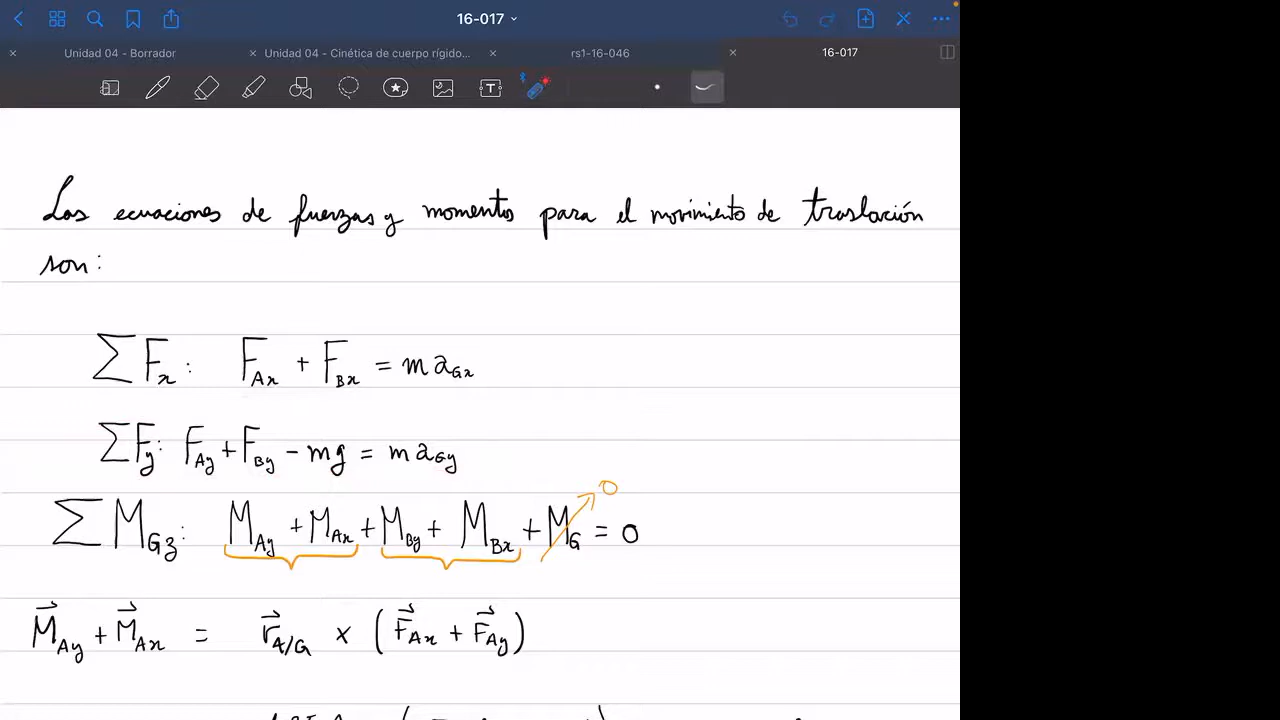 16-017
Unidad 04 - Borrador
Unidad 04 - Cinética de cuerpo rígido...
rs1-16-046
16-017
Las ecuaciones de fuerzas y momentos para el movimiento de traslación
son:
∑Fx: FAx + FBx = m aGx
∑Fy: FAy + FBy - mg = m aGy
0
∑MGz: MAy + MAx + MBy + MBx + MG = 0
M⃗Ay + M⃗Ax = r⃗A/G × (F⃗Ax + F⃗Ay)